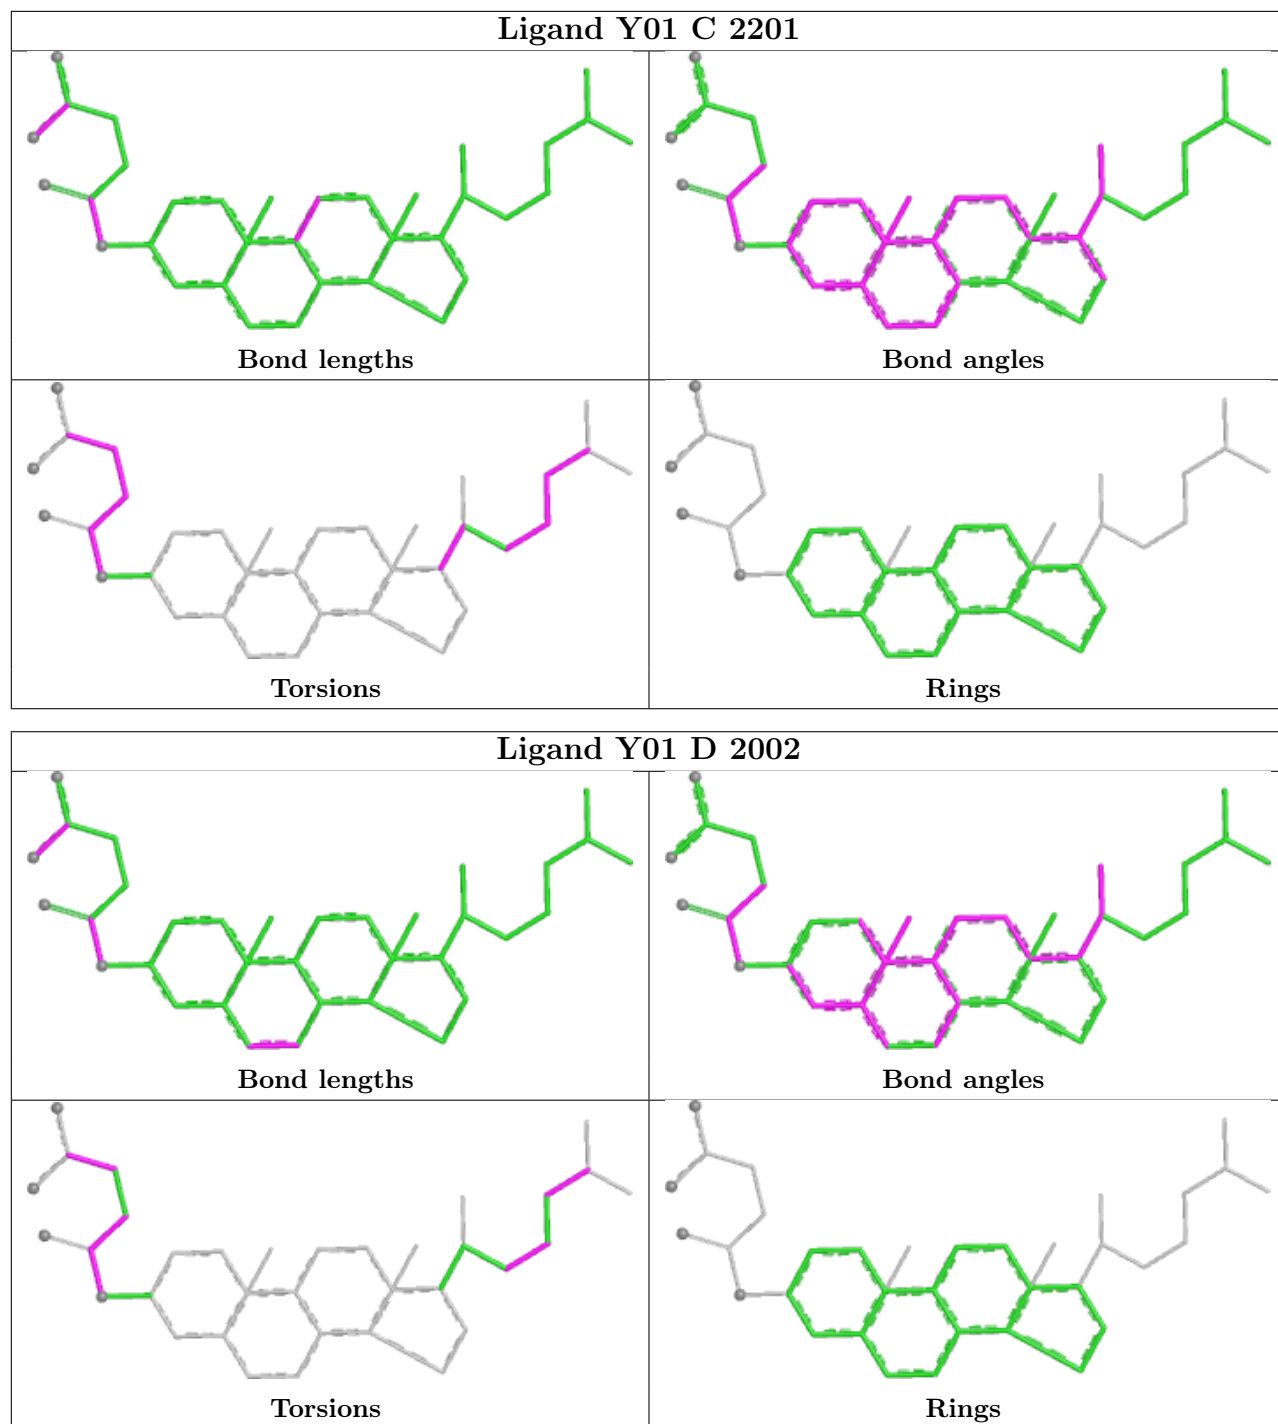 Ligand Y01 C 2201
Bond lengths
Bond angles
Torsions
Rings
Ligand Y01 D 2002
Bond lengths
Bond angles
Torsions
Rings